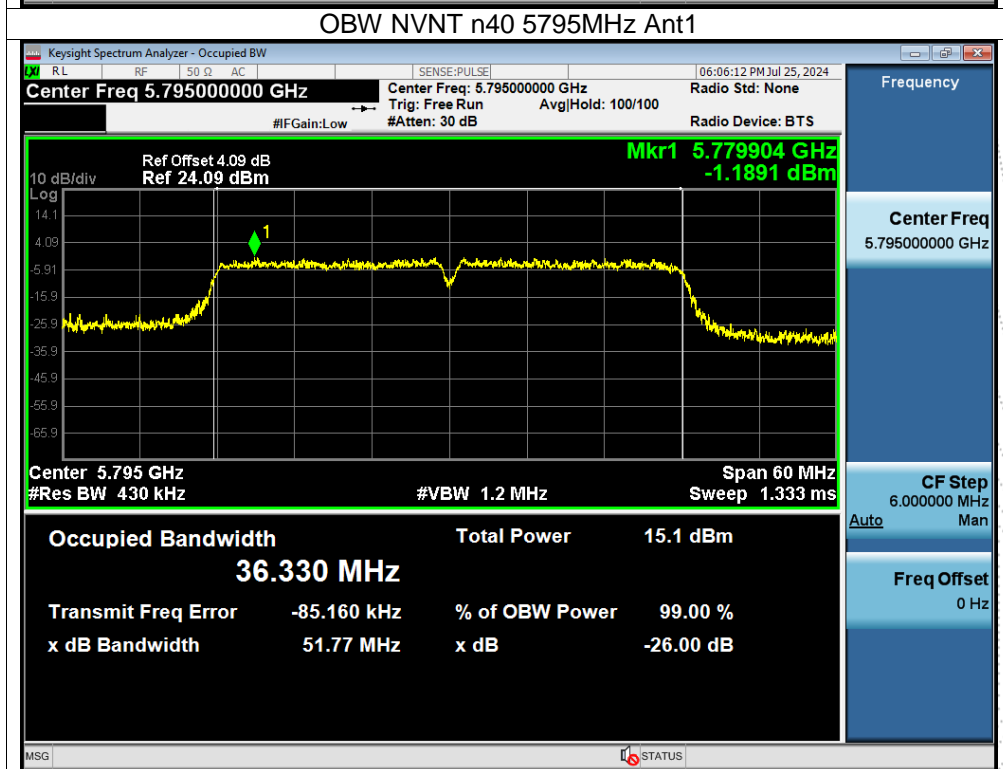 OBW NVNT n40 5795MHz Ant1
Keysight Spectrum Analyzer - Occupied BW
LXI RL RF 50 Ω AC SENSE:PULSE 06:06:12 PM Jul 25, 2024
Center Freq 5.795000000 GHz Center Freq: 5.795000000 GHz Radio Std: None
Trig: Free Run Avg|Hold: 100/100
#IFGain:Low #Atten: 30 dB Radio Device: BTS
Frequency
Mkr1 5.779904 GHz
Ref Offset 4.09 dB
10 dB/div Ref 24.09 dBm -1.1891 dBm
Log
14.1
1
4.09
-5.91
-15.9
-25.9
-35.9
-45.9
-55.9
-65.9
Center Freq
5.795000000 GHz
Center 5.795 GHz Span 60 MHz
#Res BW 430 kHz #VBW 1.2 MHz Sweep 1.333 ms
CF Step
6.000000 MHz
Auto Man
Occupied Bandwidth Total Power 15.1 dBm
36.330 MHz
Freq Offset
0 Hz
Transmit Freq Error -85.160 kHz % of OBW Power 99.00 %
x dB Bandwidth 51.77 MHz x dB -26.00 dB
MSG STATUS